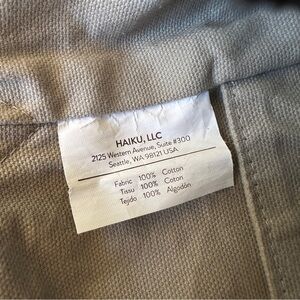 HAIKU, LLC
2125 Western Avenue, Suite #300
Seattle, WA 98121 USA
Fabric 100% Cotton
Tissu 100% Coton
Tejido 100% Algodón